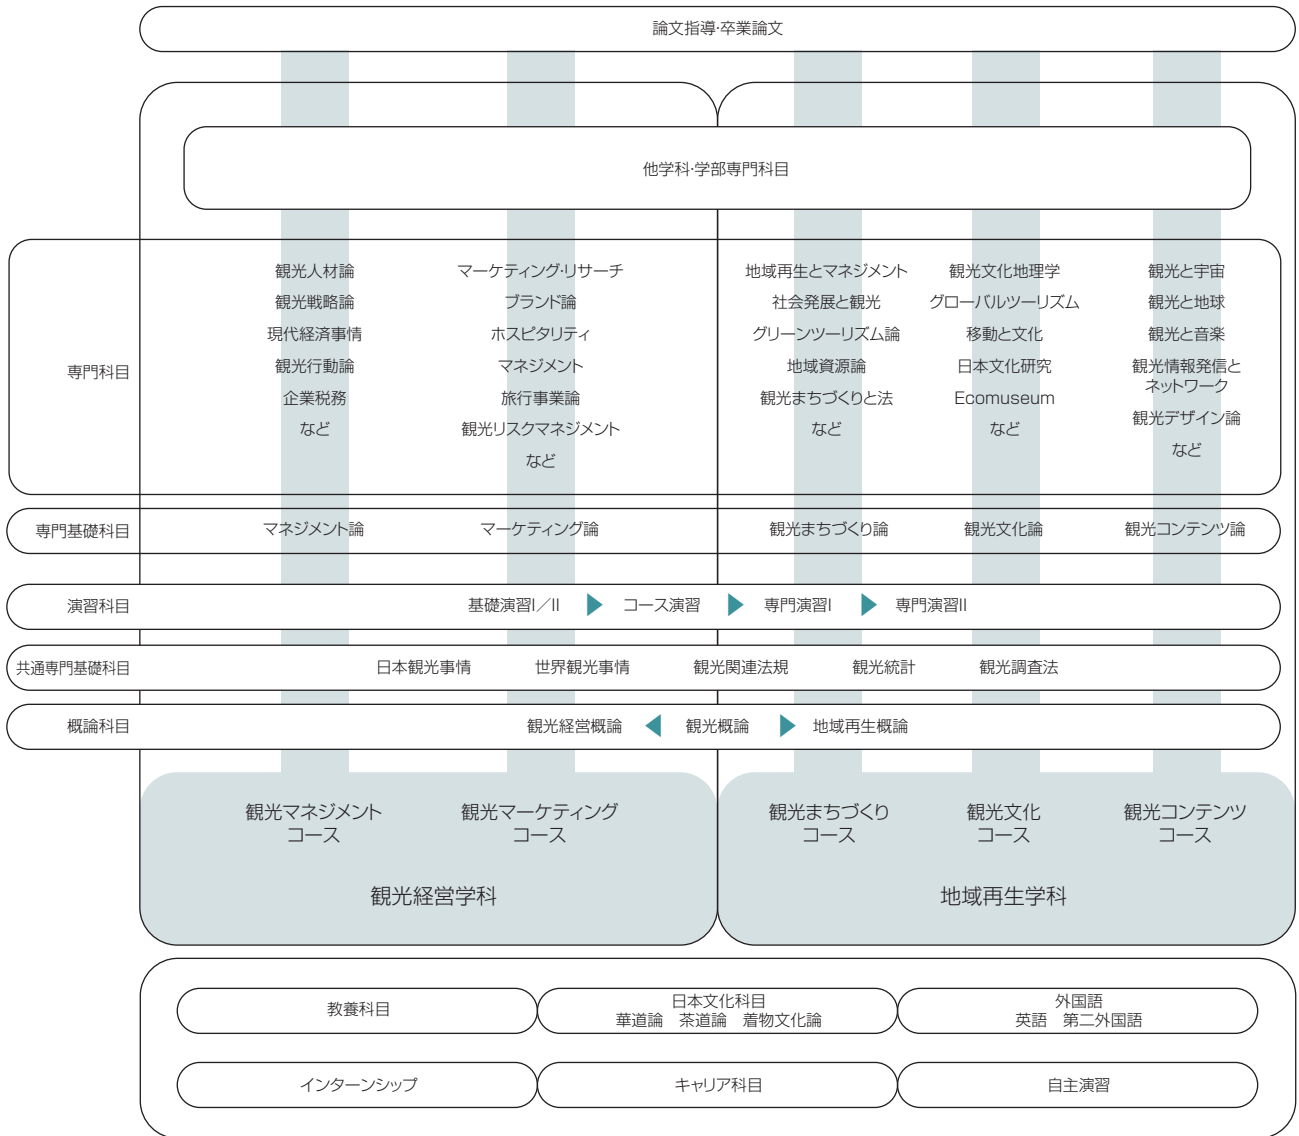 論文指導・卒業論文
他学科・学部専門科目
専門科目
観光人材論
観光戦略論
現代経済事情
観光行動論
企業税務
など
マーケティング・リサーチ
ブランド論
ホスピタリティ
マネジメント
旅行事業論
観光リスクマネジメント
など
地域再生とマネジメント
社会発展と観光
グリーンツーリズム論
地域資源論
観光まちづくりと法
など
観光文化地理学
グローバルツーリズム
移動と文化
日本文化研究
Ecomuseum
など
観光と宇宙
観光と地球
観光と音楽
観光情報発信と
ネットワーク
観光デザイン論
など
専門基礎科目
マネジメント論
マーケティング論
観光まちづくり論
観光文化論
観光コンテンツ論
演習科目
基礎演習I/II ▶ コース演習 ▶ 専門演習I ▶ 専門演習II
共通専門基礎科目
日本観光事情 世界観光事情 観光関連法規 観光統計 観光調査法
概論科目
観光経営概論 ◀ 観光概論 ▶ 地域再生概論
観光マネジメント
コース
観光マーケティング
コース
観光まちづくり
コース
観光文化
コース
観光コンテンツ
コース
観光経営学科
地域再生学科
教養科目
日本文化科目
華道論 茶道論 着物文化論
外国語
英語 第二外国語
インターンシップ
キャリア科目
自主演習